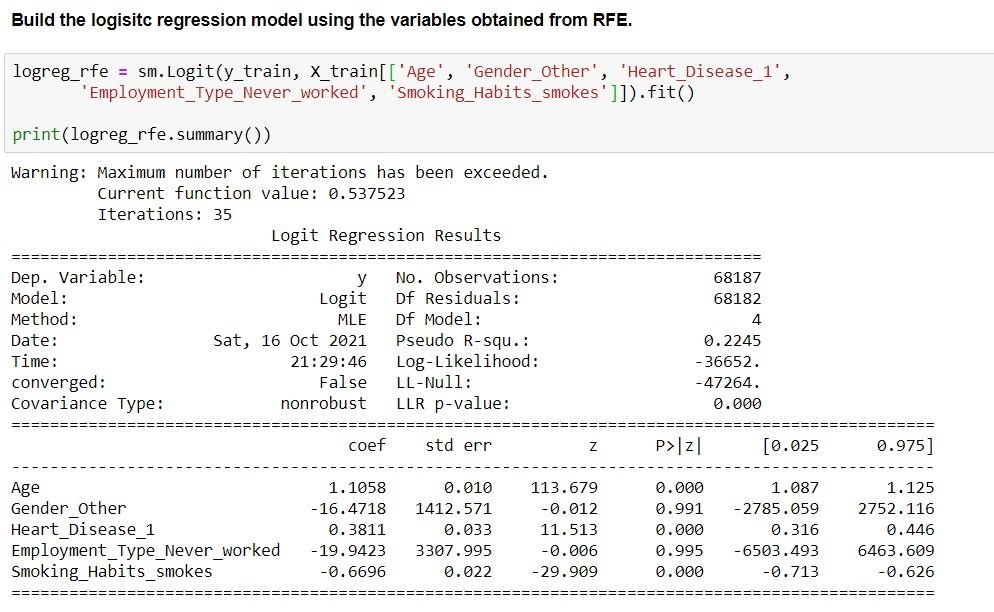 Build the logisitc regression model using the variables obtained from RFE.
logreg_rfe = sm.Logit(y_train, X_train[['Age', 'Gender_Other', 'Heart_Disease_1',
'Employment_Type_Never_worked', 'Smoking_Habits_smokes']]).fit()
print(logreg_rfe.summary())
Warning: Maximum number of iterations has been exceeded.
Current function value: 0.537523
Iterations: 35
Logit Regression Results
==============================================================================
Dep. Variable: y No. Observations: 68187
Model: Logit Df Residuals: 68182
Method: MLE Df Model: 4
Date: Sat, 16 Oct 2021 Pseudo R-squ.: 0.2245
Time: 21:29:46 Log-Likelihood: -36652.
converged: False LL-Null: -47264.
Covariance Type: nonrobust LLR p-value: 0.000
================================================================================================
coef std err z P>|z| [0.025 0.975]
------------------------------------------------------------------------------------------------
Age 1.1058 0.010 113.679 0.000 1.087 1.125
Gender_Other -16.4718 1412.571 -0.012 0.991 -2785.059 2752.116
Heart_Disease_1 0.3811 0.033 11.513 0.000 0.316 0.446
Employment_Type_Never_worked -19.9423 3307.995 -0.006 0.995 -6503.493 6463.609
Smoking_Habits_smokes -0.6696 0.022 -29.909 0.000 -0.713 -0.626
================================================================================================